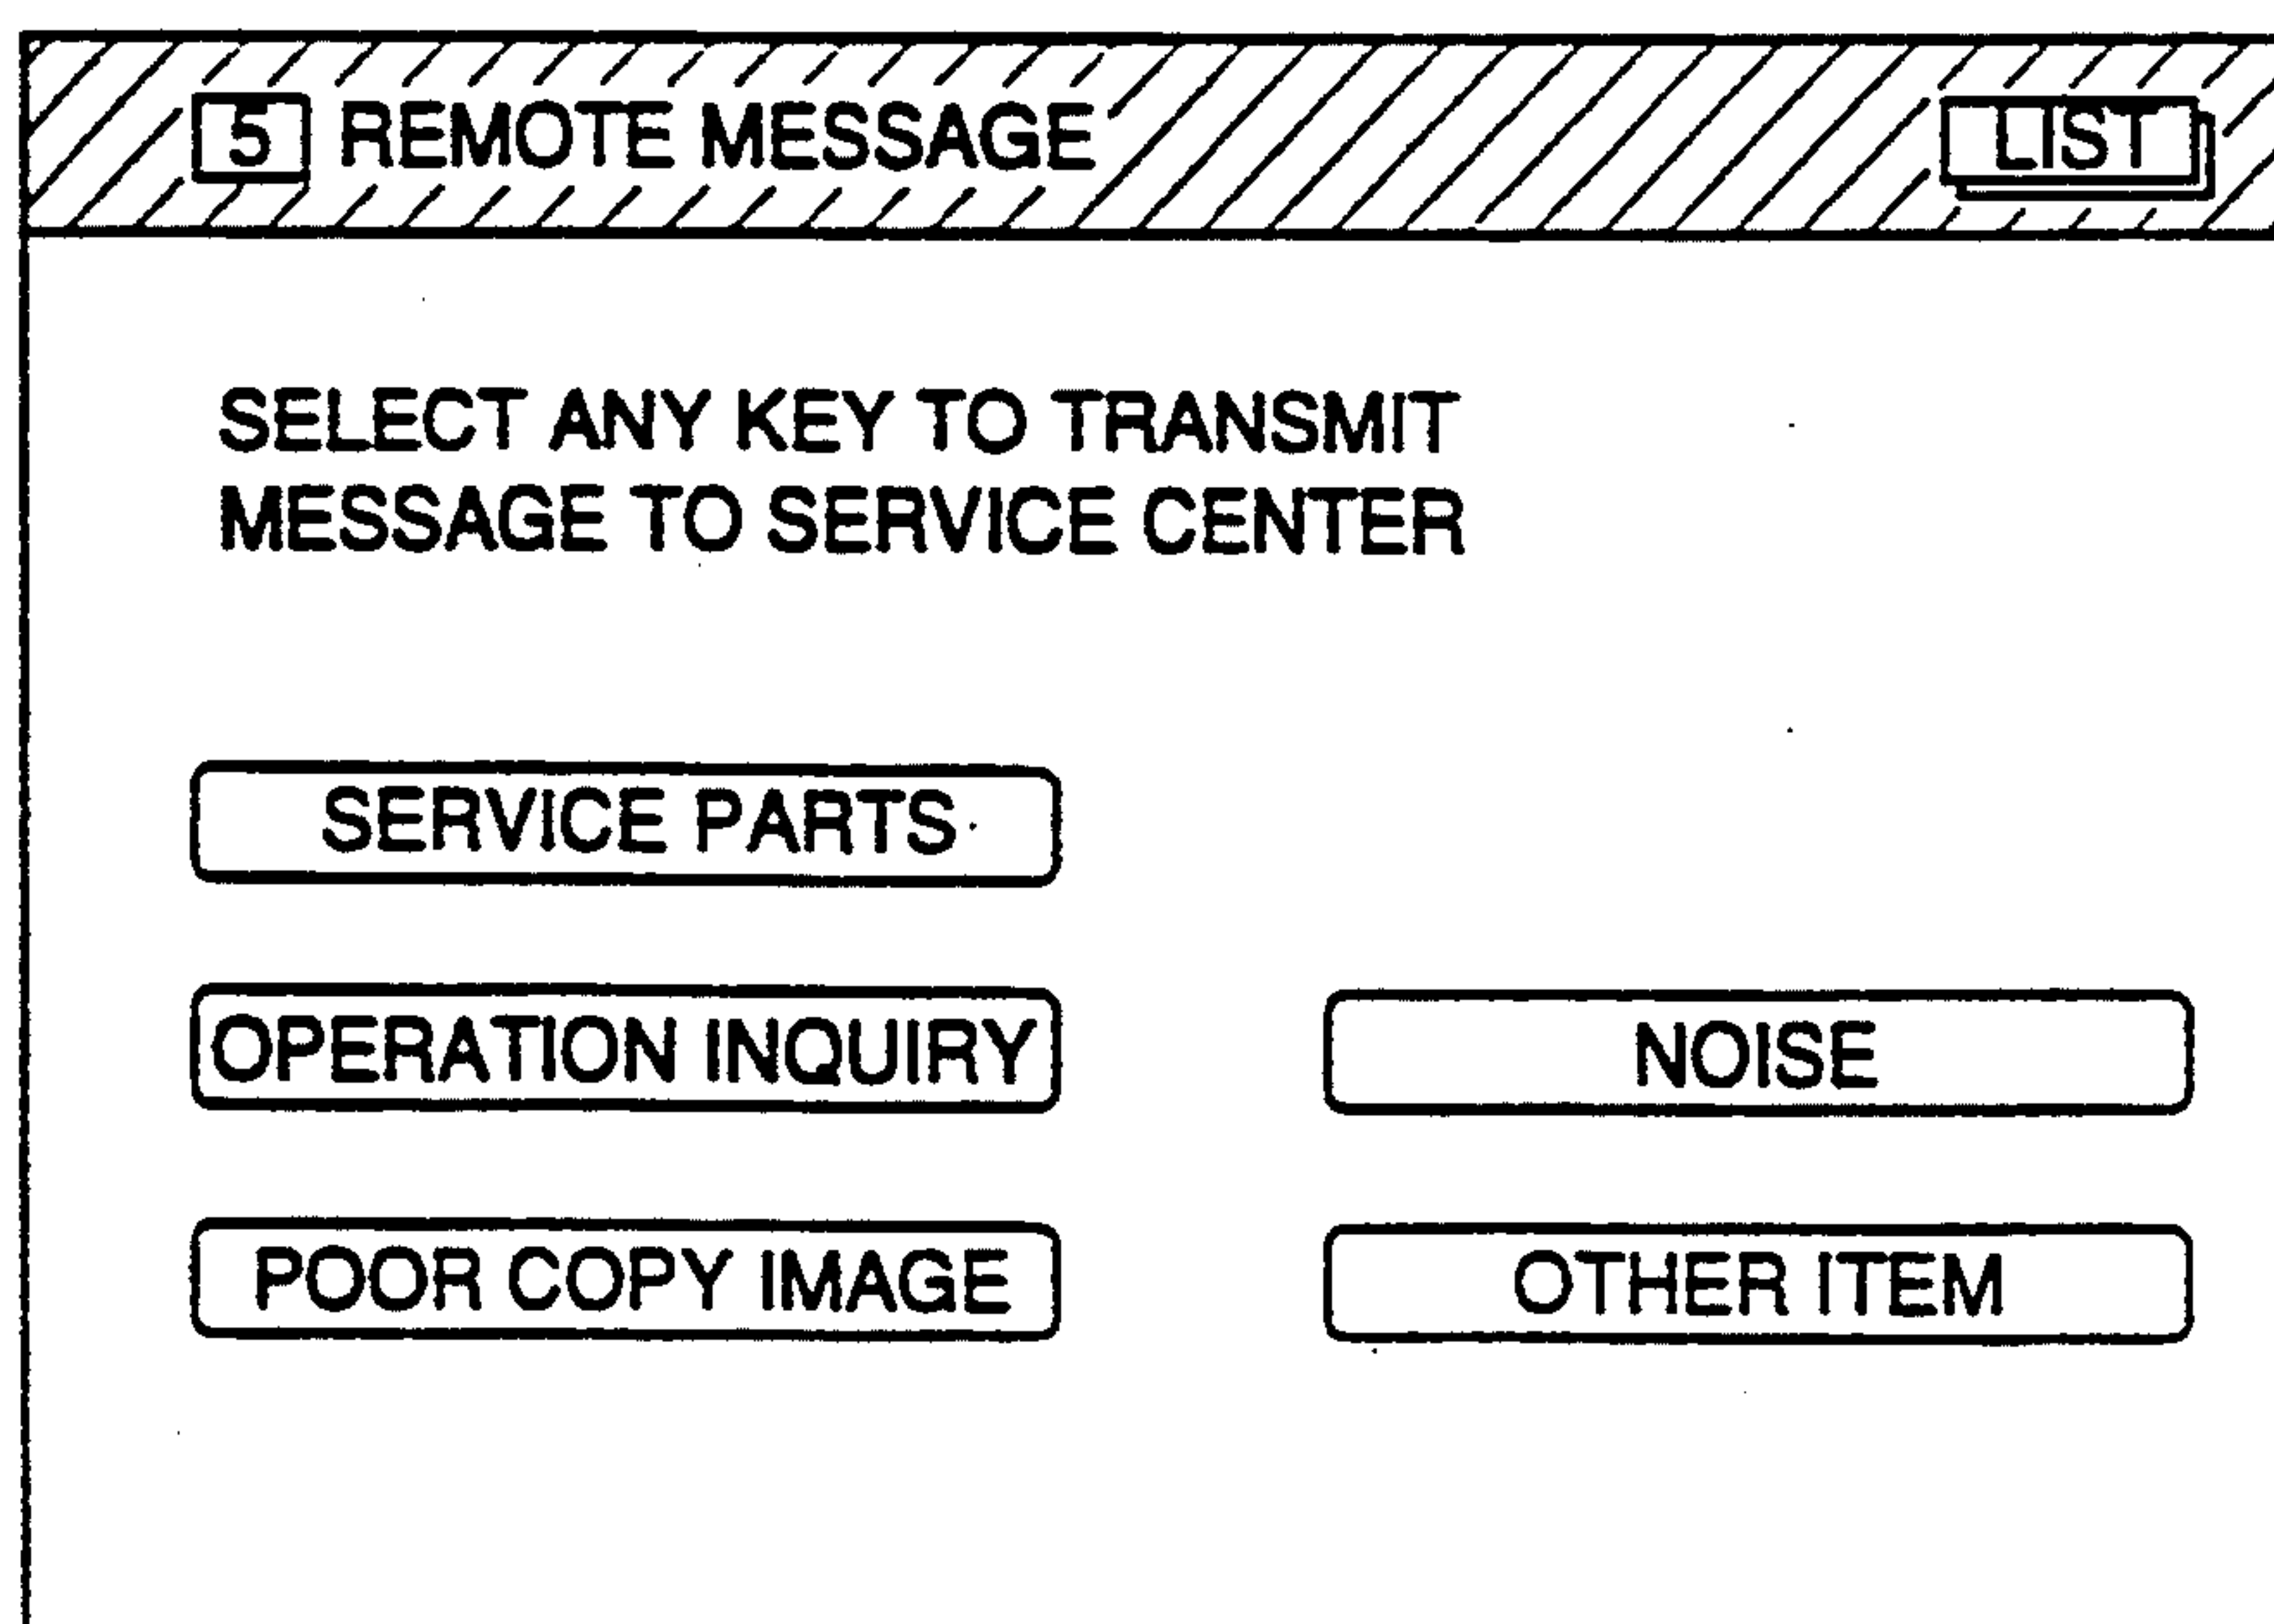 5 REMOTE MESSAGE LIST
SELECT ANY KEY TO TRANSMIT
MESSAGE TO SERVICE CENTER
SERVICE PARTS
OPERATION INQUIRY NOISE
POOR COPY IMAGE OTHER ITEM